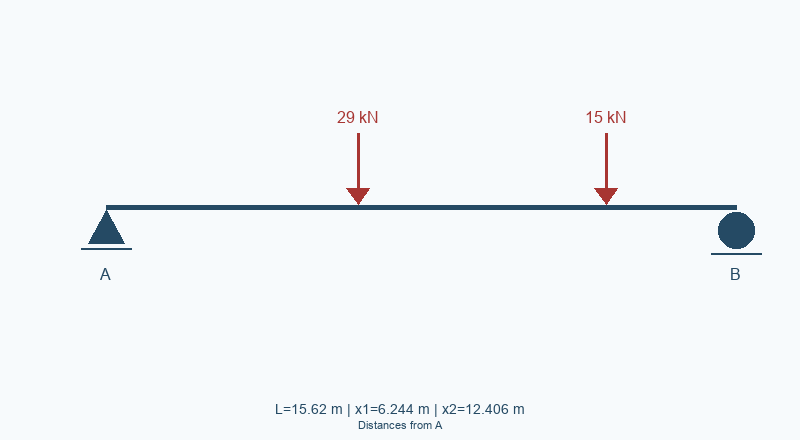 29 kN 15 kN
A B
L=15.62 m | x1=6.244 m | x2=12.406 m
Distances from A